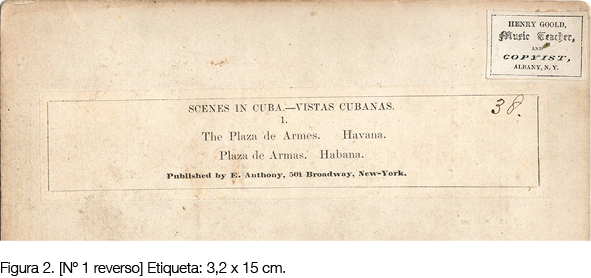 HENRY GOOLD,
Music Teacher,
AND
COPYIST,
ALBANY, N. Y.
38.
SCENES IN CUBA.—VISTAS CUBANAS.
1.
The Plaza de Armes. Havana.
Plaza de Armas. Habana.
Published by E. Anthony, 501 Broadway, New-York.
Figura 2. [Nº 1 reverso] Etiqueta: 3,2 x 15 cm.